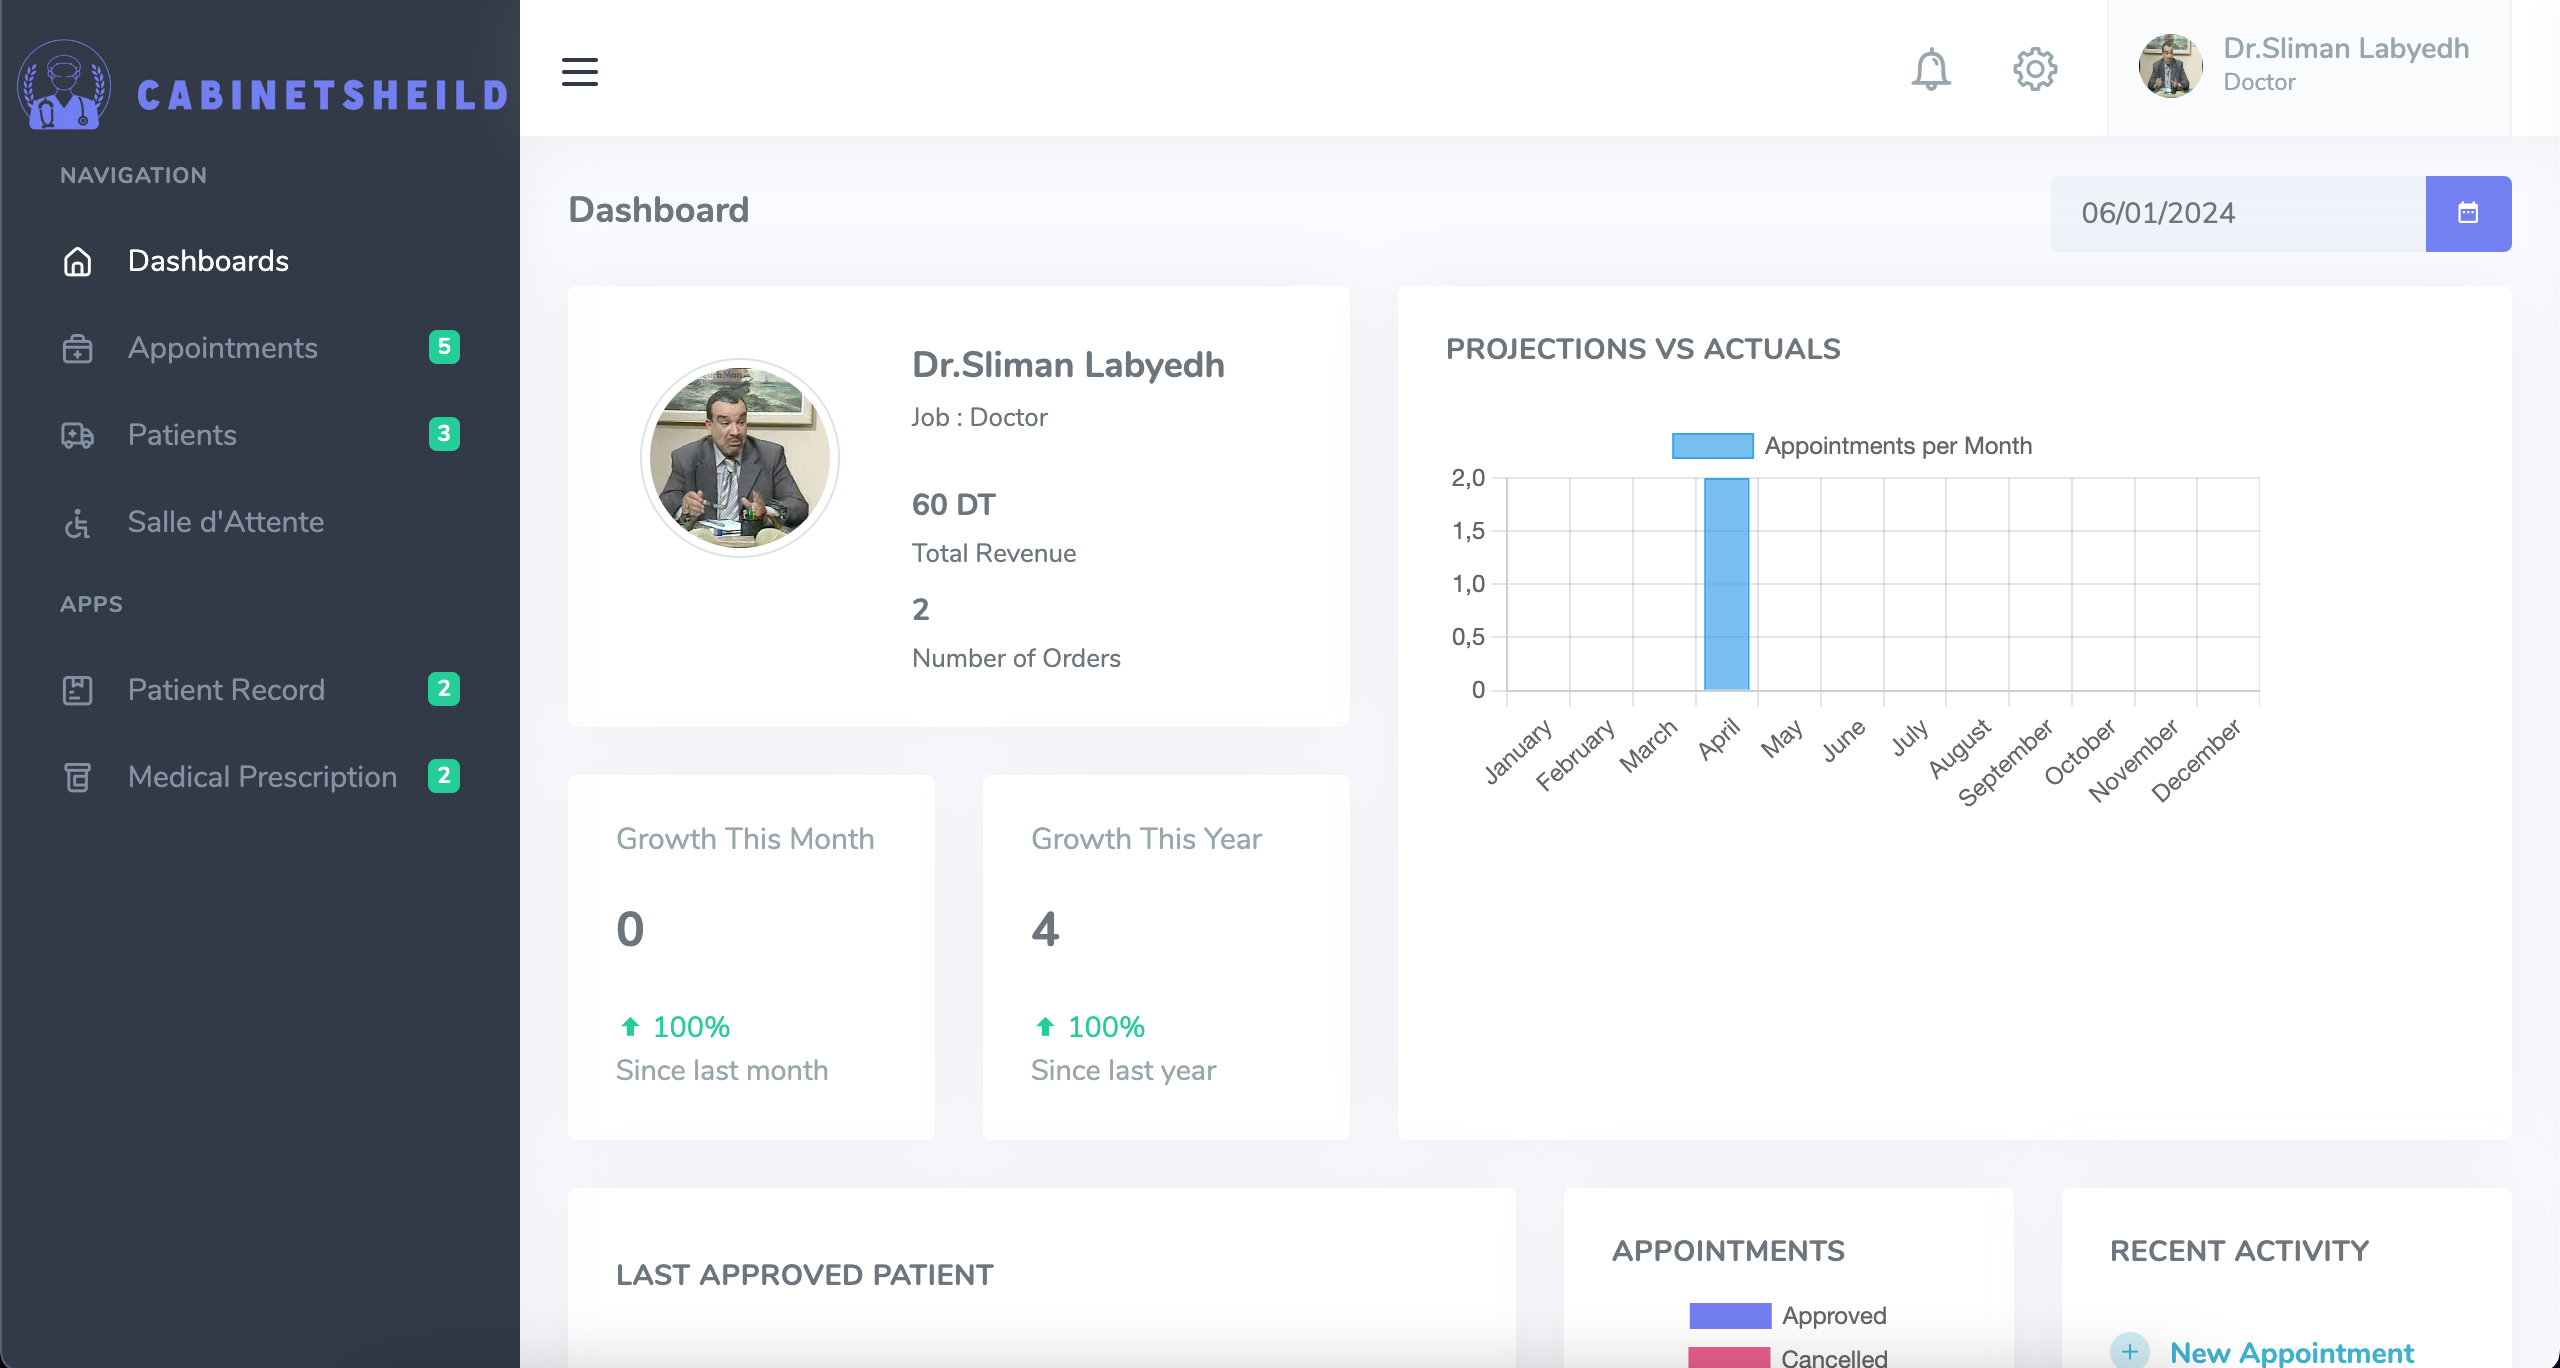 CABINETSHEILD
NAVIGATION
Dashboards
Appointments 5
Patients 3
Salle d'Attente
APPS
Patient Record 2
Medical Prescription 2
Dr.Sliman Labyedh
Doctor
Dashboard
06/01/2024
Dr.Sliman Labyedh
Job : Doctor
60 DT
Total Revenue
2
Number of Orders
Growth This Month
0
100%
Since last month
Growth This Year
4
100%
Since last year
PROJECTIONS VS ACTUALS
Appointments per Month
2,0
1,5
1,0
0,5
0
January
February
March
April
May
June
July
August
September
October
November
December
LAST APPROVED PATIENT
APPOINTMENTS
Approved
Cancelled
RECENT ACTIVITY
New Appointment